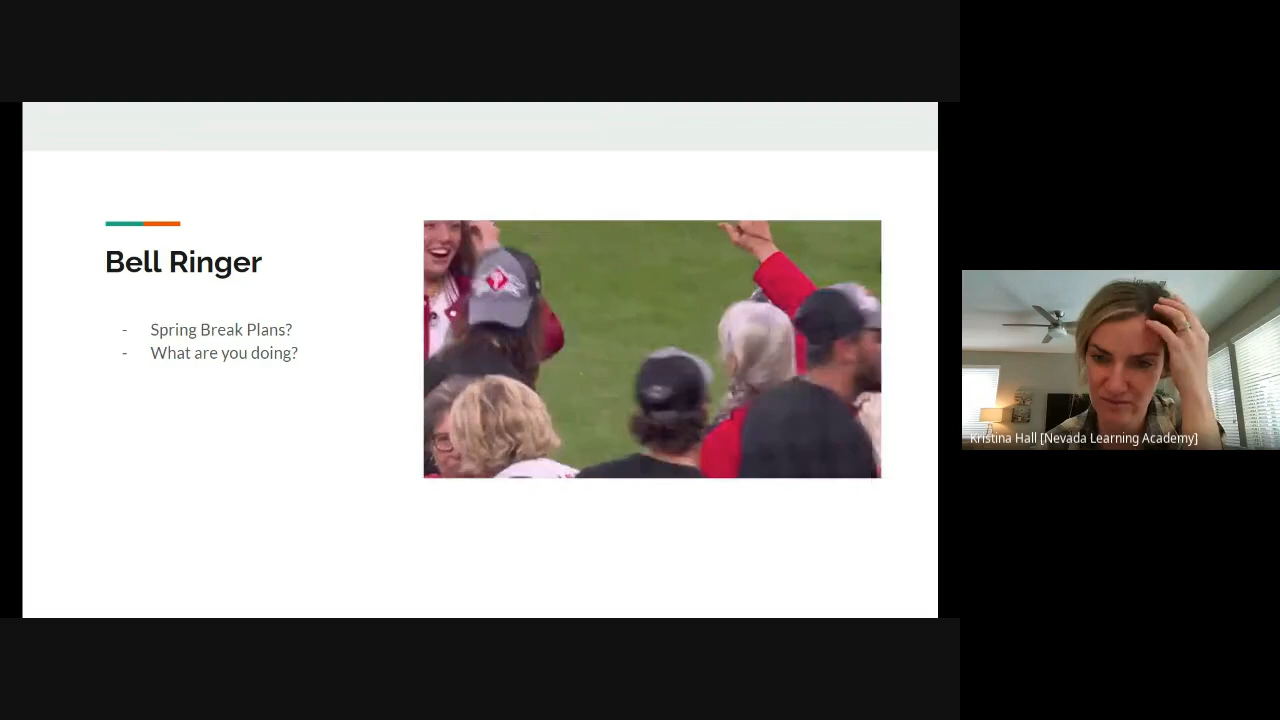 Bell Ringer
- Spring Break Plans?
- What are you doing?
Kristina Hall [Nevada Learning Academy]